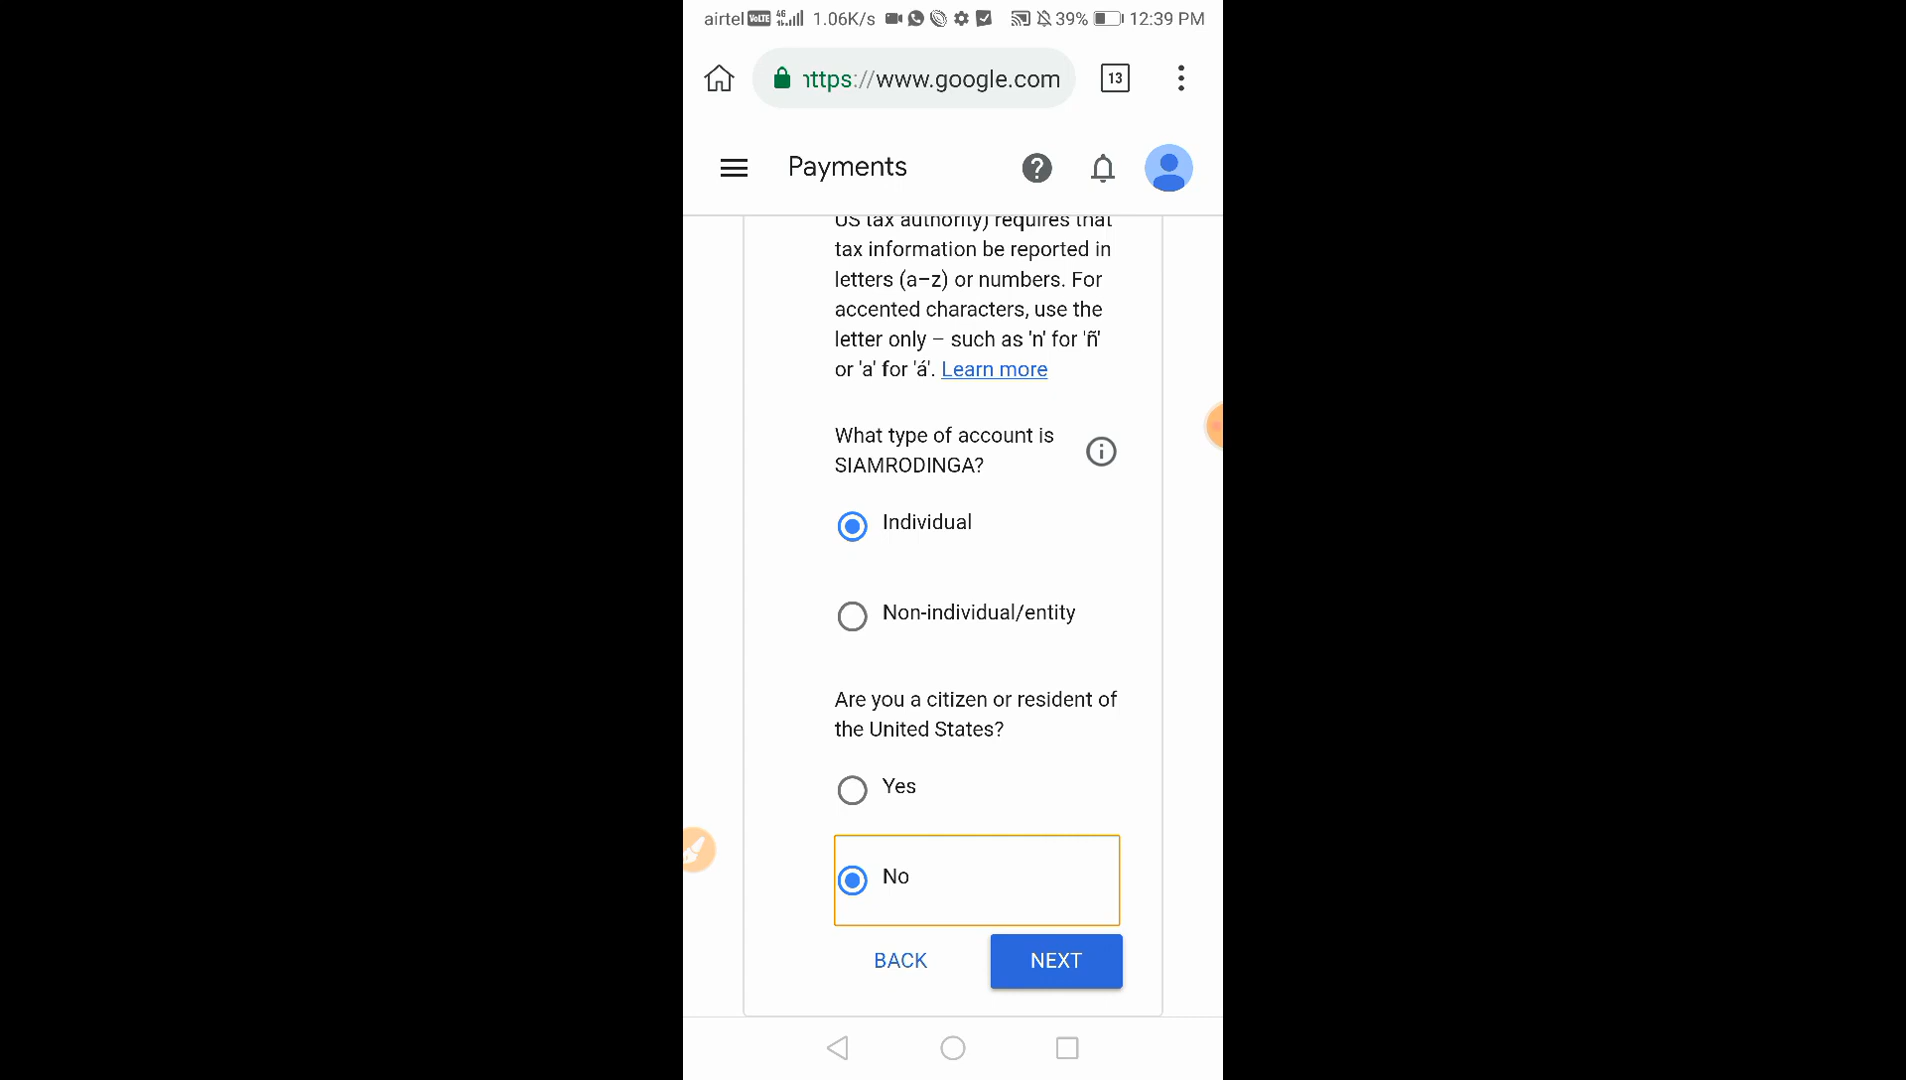 airtel VoLTE 4G 1.06K/s 39% 12:39 PM
https://www.google.com 13
Payments
US tax authority) requires that
tax information be reported in
letters (a–z) or numbers. For
accented characters, use the
letter only – such as 'n' for 'ñ'
or 'a' for 'á'. Learn more
What type of account is
SIAMRODINGA?
Individual
Non-individual/entity
Are you a citizen or resident of
the United States?
Yes
No
BACK NEXT